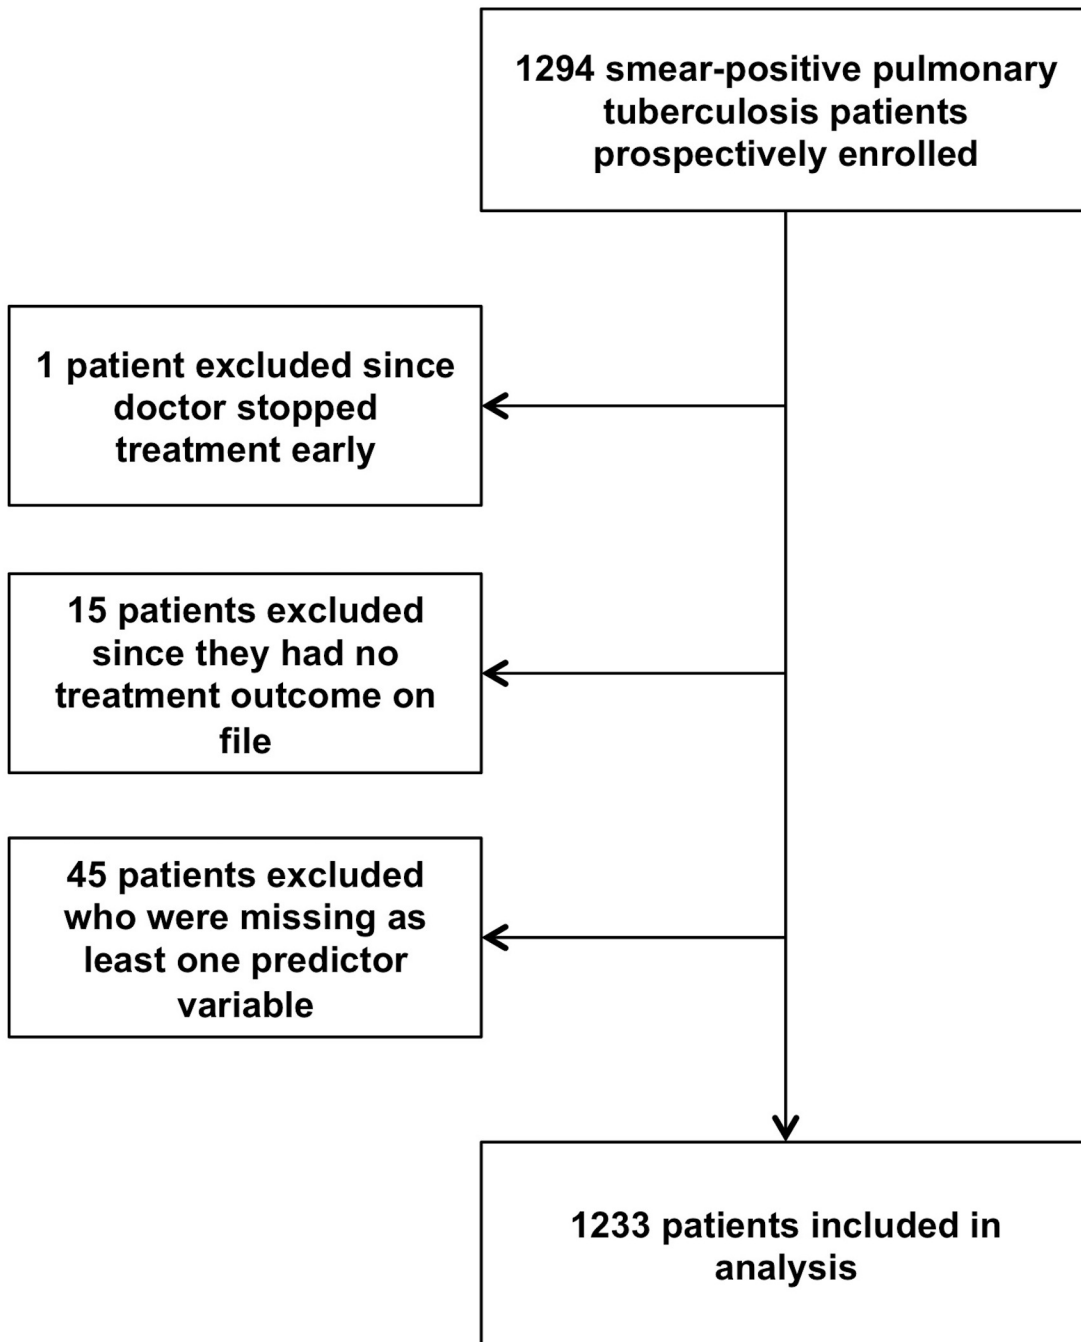 1294 smear-positive pulmonary
tuberculosis patients
prospectively enrolled
1 patient excluded since
doctor stopped
treatment early
15 patients excluded
since they had no
treatment outcome on
file
45 patients excluded
who were missing as
least one predictor
variable
1233 patients included in
analysis